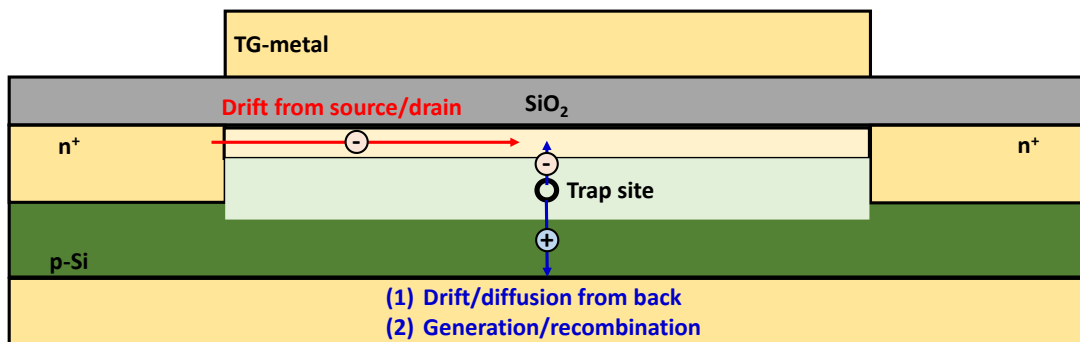 TG-metal
SiO₂
Drift from source/drain
n⁺
n⁺
-
-
Trap site
+
p-Si
(1) Drift/diffusion from back
(2) Generation/recombination